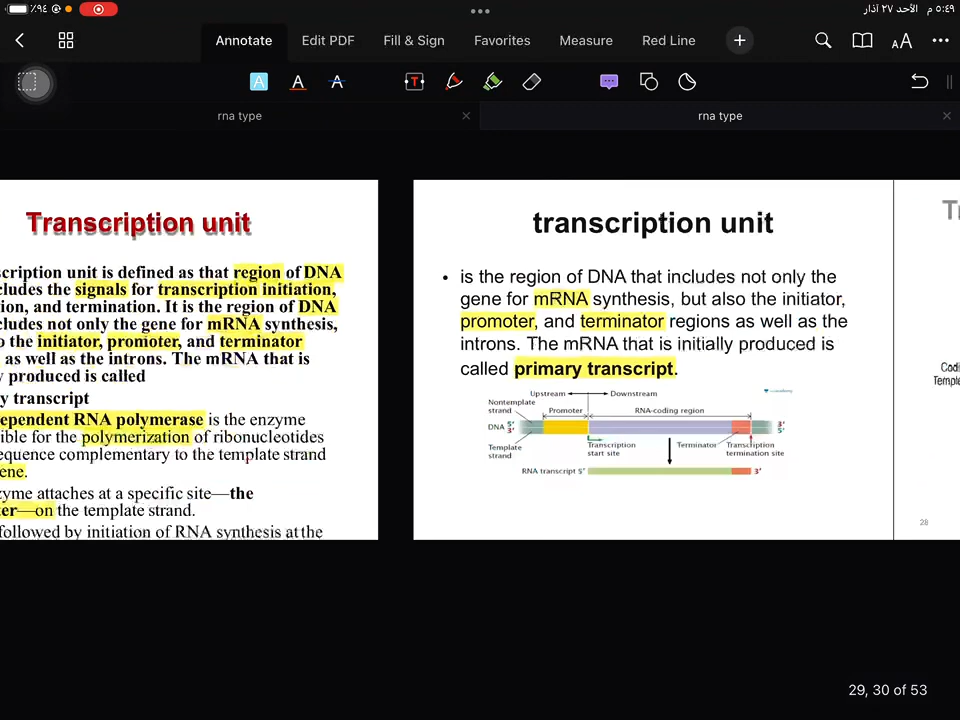 ٪٩٤
٥:٤٩ م الأحد ٢٧ آذار
Annotate
Edit PDF
Fill & Sign
Favorites
Measure
Red Line
rna type
rna type
Transcription unit
scription unit is defined as that region of DNA
cludes the signals for transcription initiation,
ion, and termination. It is the region of DNA
cludes not only the gene for mRNA synthesis,
o the initiator, promoter, and terminator
as well as the introns. The mRNA that is
y produced is called
y transcript
ependent RNA polymerase is the enzyme
ible for the polymerization of ribonucleotides
equence complementary to the template strand
ene.
zyme attaches at a specific site—the
ter—on the template strand.
followed by initiation of RNA synthesis at the
transcription unit
• is the region of DNA that includes not only the
gene for mRNA synthesis, but also the initiator,
promoter, and terminator regions as well as the
introns. The mRNA that is initially produced is
called primary transcript.
Upstream Downstream
Nontemplate
strand
Promoter
RNA-coding region
DNA 5' 3'
3' 5'
Template
strand
Transcription
start site
Terminator
Transcription
termination site
RNA transcript 5' 3'
28
T
Codi
Templa
29, 30 of 53